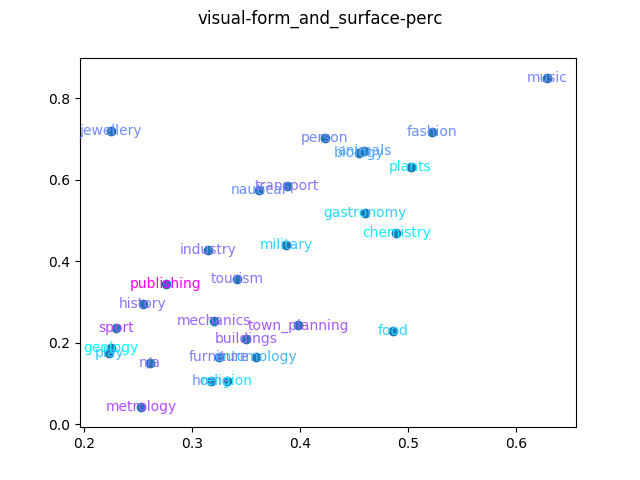 visual-form_and_surface-perc
music
jewellery
person
fashion
biology
animals
plants
transport
nautical
gastronomy
chemistry
military
industry
tourism
publishing
history
mechanics
town_planning
sport
food
buildings
geology
play
furniture
n/a
home
religion
metrology
0.0
0.2
0.4
0.6
0.8
0.2
0.3
0.4
0.5
0.6